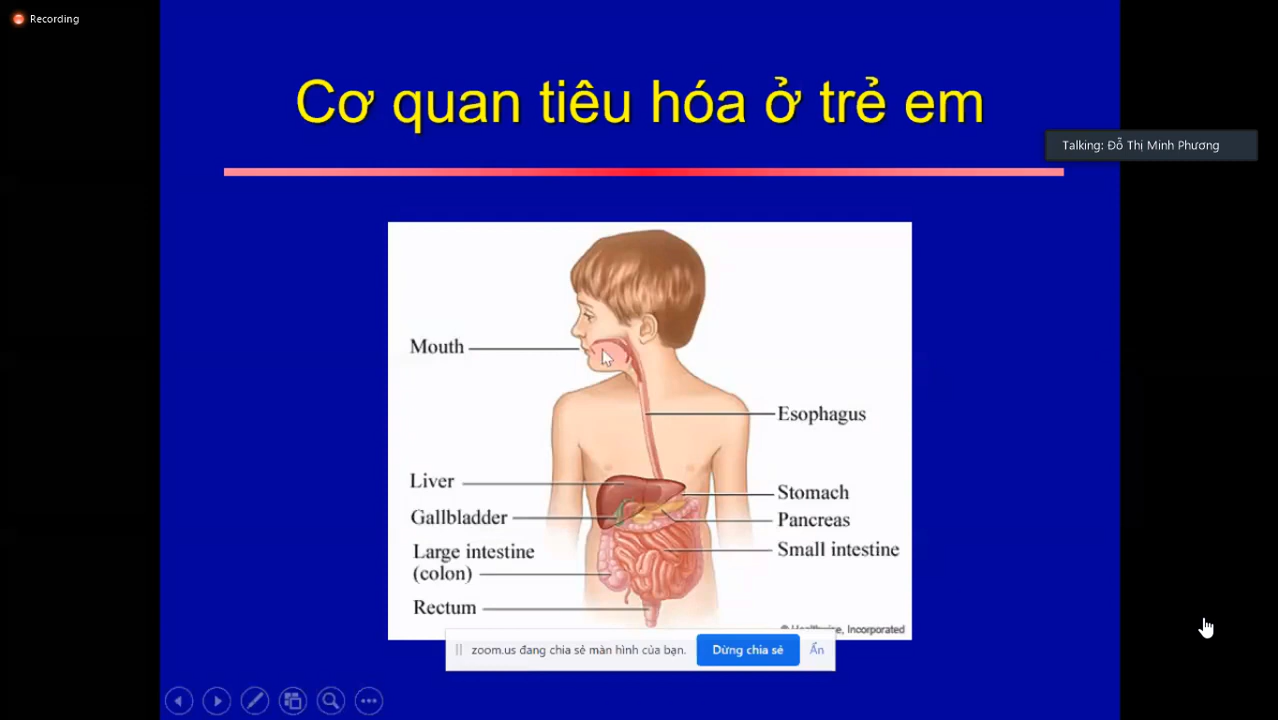 Recording
Cơ quan tiêu hóa ở trẻ em
Talking: Đỗ Thị Minh Phương
Mouth
Esophagus
Liver
Stomach
Gallbladder
Pancreas
Large intestine
(colon)
Small intestine
Rectum
© Healthwise, Incorporated
zoom.us đang chia sẻ màn hình của bạn.
Dừng chia sẻ
Ẩn